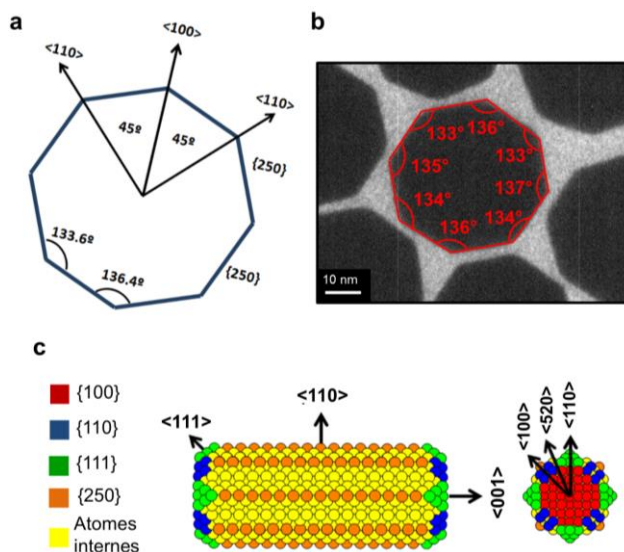 a
<110>
<100>
<110>
45º
45º
{250}
{250}
133.6º
136.4º
b
133°
136°
133°
135°
137°
134°
134°
136°
10 nm
c
{100}
{110}
{111}
{250}
Atomes
internes
<111>
<110>
<001>
<100>
<520>
<110>